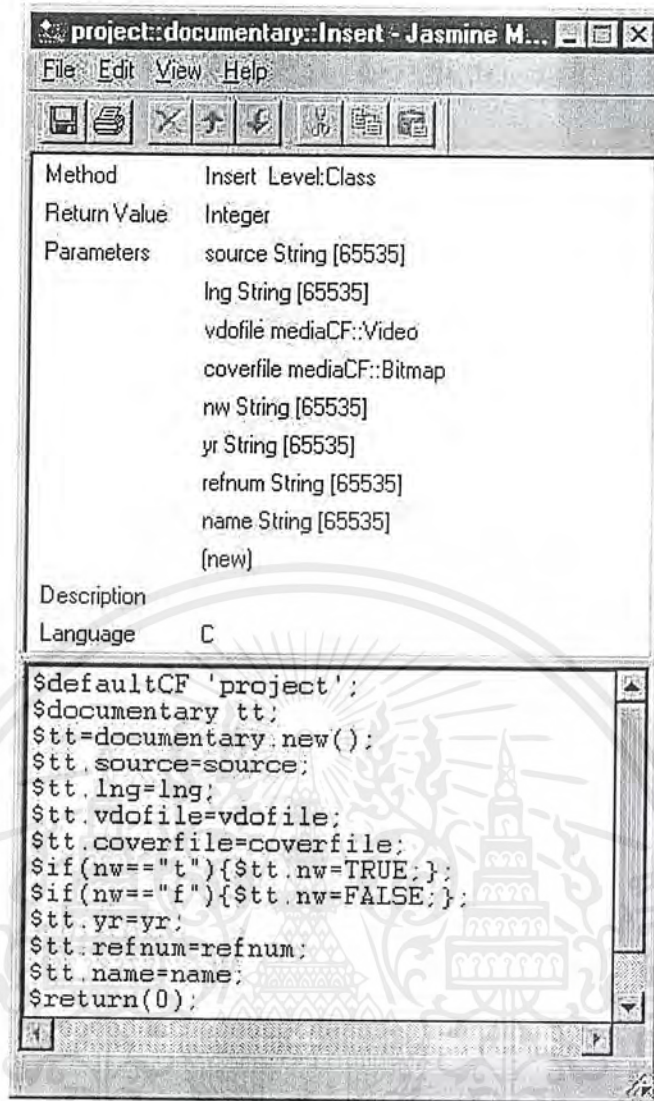 project::documentary::Insert - Jasmine M...
File Edit View Help
Method Insert Level:Class
Return Value Integer
Parameters source String [65535]
lng String [65535]
vdofile mediaCF::Video
coverfile mediaCF::Bitmap
nw String [65535]
yr String [65535]
refnum String [65535]
name String [65535]
(new)
Description
Language C
$defaultCF 'project';
$documentary tt;
$tt=documentary.new();
$tt.source=source;
$tt.lng=lng;
$tt.vdofile=vdofile;
$tt.coverfile=coverfile;
$if(nw=="t"){$tt.nw=TRUE;};
$if(nw=="f"){$tt.nw=FALSE;};
$tt.yr=yr;
$tt.refnum=refnum;
$tt.name=name;
$return(0);